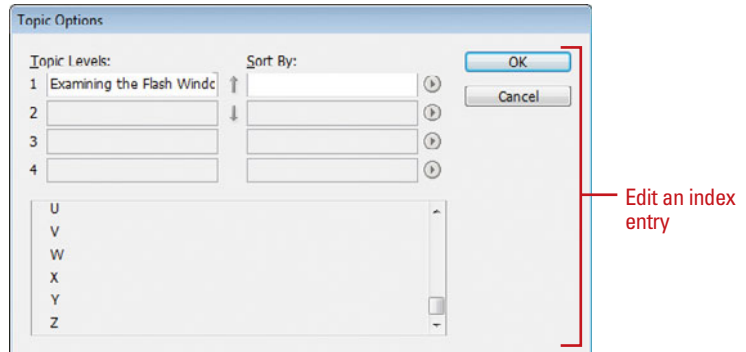 Topic Options
Topic Levels: Sort By:
1 Examining the Flash Windo
2
3
4
OK
Cancel
U
V
W
X
Y
Z
Edit an index
entry